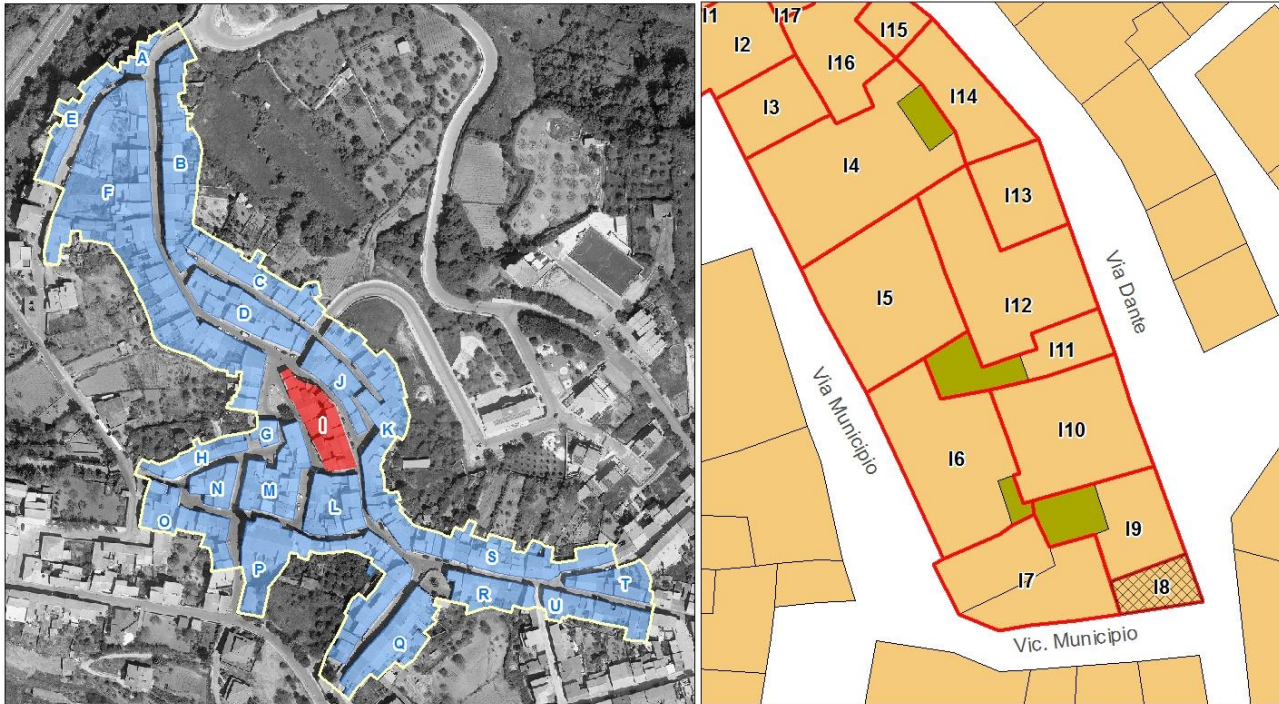 A
E
B
F
C
D
J
I
K
G
H
N
M
L
O
P
S
T
R
U
Q
I1
I17
I15
I2
I16
I14
I3
I4
I13
I5
I12
Via Dante
I11
Via Municipio
I10
I6
I9
I7
I8
Vic. Municipio